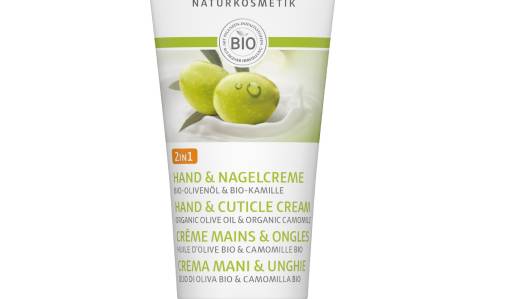 NATURKOSMETIK
BIO
2IN1
HAND & NAGELCREME
BIO-OLIVENÖL & BIO-KAMILLE
HAND & CUTICLE CREAM
ORGANIC OLIVE OIL & ORGANIC CAMOMILE
CRÈME MAINS & ONGLES
HUILE D'OLIVE BIO & CAMOMILLE BIO
CREMA MANI & UNGHIE
OLIO DI OLIVA BIO & CAMOMILLA BIO